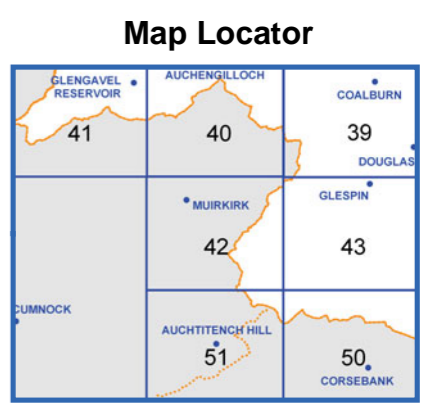 Map Locator
GLENGAVEL
RESERVOIR
AUCHENGILLOCH
COALBURN
41
40
39
DOUGLAS
MUIRKIRK
GLESPIN
42
43
CUMNOCK
AUCHTITENCH HILL
51
50
CORSEBANK